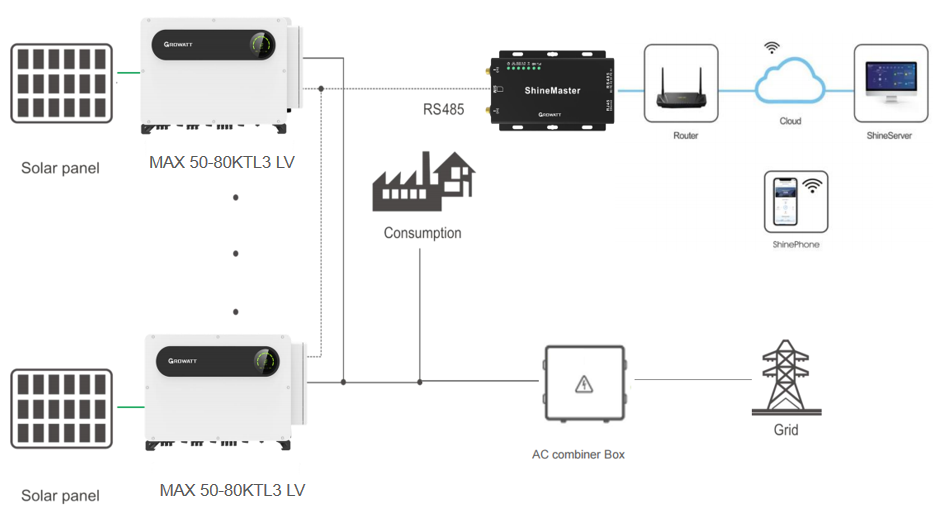 GROWATT
Solar panel
MAX 50-80KTL3 LV
RS485
ShineMaster
GROWATT
Router
Cloud
ShineServer
Consumption
ShinePhone
GROWATT
Solar panel
MAX 50-80KTL3 LV
AC combiner Box
Grid